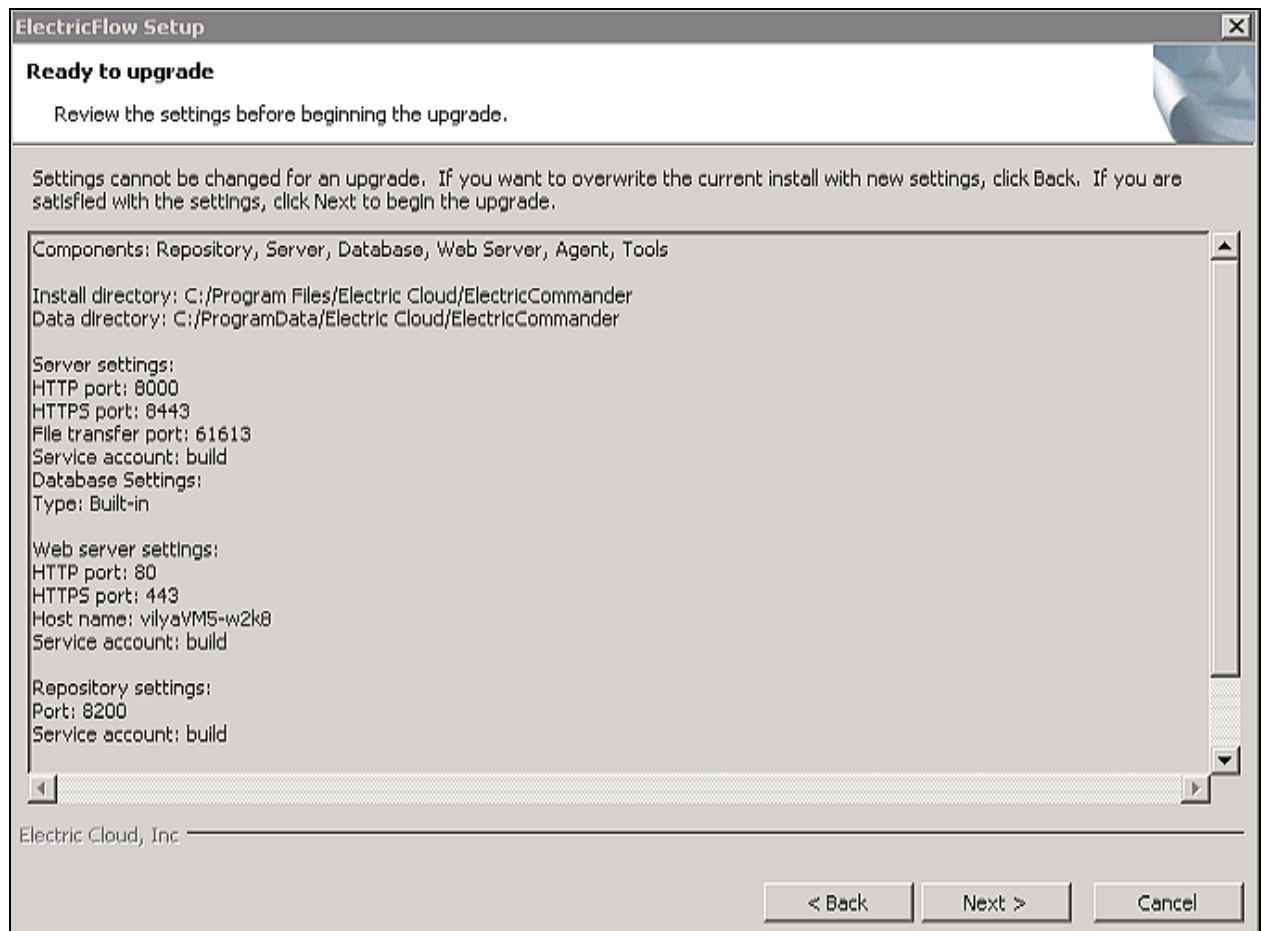 ElectricFlow Setup
Ready to upgrade
Review the settings before beginning the upgrade.
Settings cannot be changed for an upgrade.  If you want to overwrite the current install with new settings, click Back.  If you are
satisfied with the settings, click Next to begin the upgrade.
Components: Repository, Server, Database, Web Server, Agent, Tools
Install directory: C:/Program Files/Electric Cloud/ElectricCommander
Data directory: C:/ProgramData/Electric Cloud/ElectricCommander
Server settings:
HTTP port: 8000
HTTPS port: 8443
File transfer port: 61613
Service account: build
Database Settings:
Type: Built-in
Web server settings:
HTTP port: 80
HTTPS port: 443
Host name: vilyaVM5-w2k8
Service account: build
Repository settings:
Port: 8200
Service account: build
Electric Cloud, Inc
< Back
Next >
Cancel